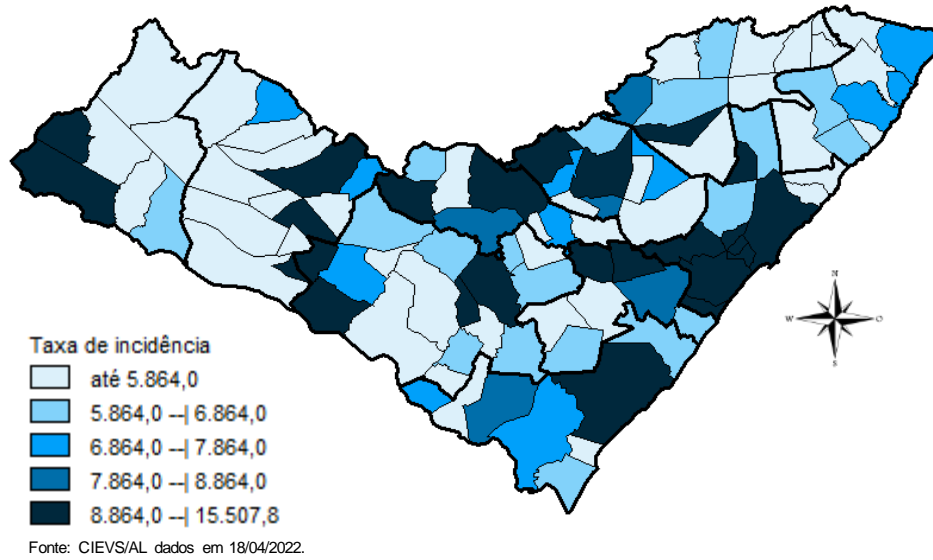 N
W
O
S
Taxa de incidência
até 5.864,0
5.864,0 --| 6.864,0
6.864,0 --| 7.864,0
7.864,0 --| 8.864,0
8.864,0 --| 15.507,8
Fonte: CIEVS/AL dados em 18/04/2022.